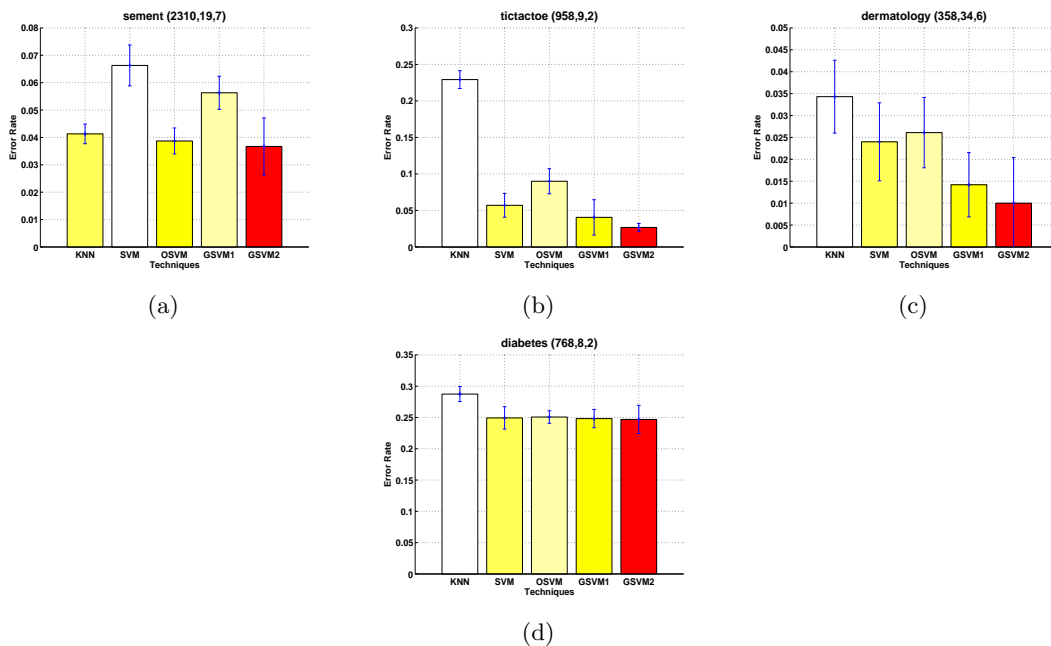 sement (2310,19,7)
0.08
0.07
0.06
0.05
0.04
0.03
0.02
0.01
0
Error Rate
KNN SVM OSVM GSVM1 GSVM2
Techniques
(a)
tictactoe (958,9,2)
0.3
0.25
0.2
0.15
0.1
0.05
0
Error Rate
KNN SVM OSVM GSVM1 GSVM2
Techniques
(b)
dermatology (358,34,6)
0.05
0.045
0.04
0.035
0.03
0.025
0.02
0.015
0.01
0.005
0
Error Rate
KNN SVM OSVM GSVM1 GSVM2
Techniques
(c)
diabetes (768,8,2)
0.35
0.3
0.25
0.2
0.15
0.1
0.05
0
Error Rate
KNN SVM OSVM GSVM1 GSVM2
Techniques
(d)